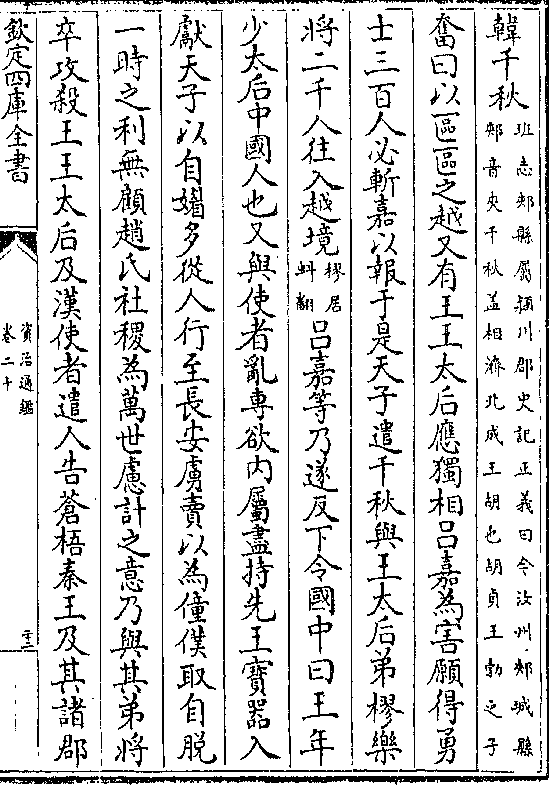 韓千秋班志郟縣屬潁川郡史記正義曰今汝州郟城縣郟音夾千秋蓋相濟北成王胡也胡貞王勃之子
奮曰以區區之越又有王王太后應獨相呂嘉為害願得勇
士三百人必斬嘉以報于是天子遣千秋與王太后弟樛樂
將二千人往入越境樛居虯翻呂嘉等乃遂反下令國中曰王年
少太后中國人也又與使者亂專欲內屬盡持先王寶器入
獻天子以自媚多從人行至長安虜賣以為僮僕取自脫
一時之利無顧趙氏社稷為萬世慮計之意乃與其弟將
卒攻殺王王太后及漢使者遣人告蒼梧秦王及其諸郡
欽定四庫全書
資治通鑑
卷二十